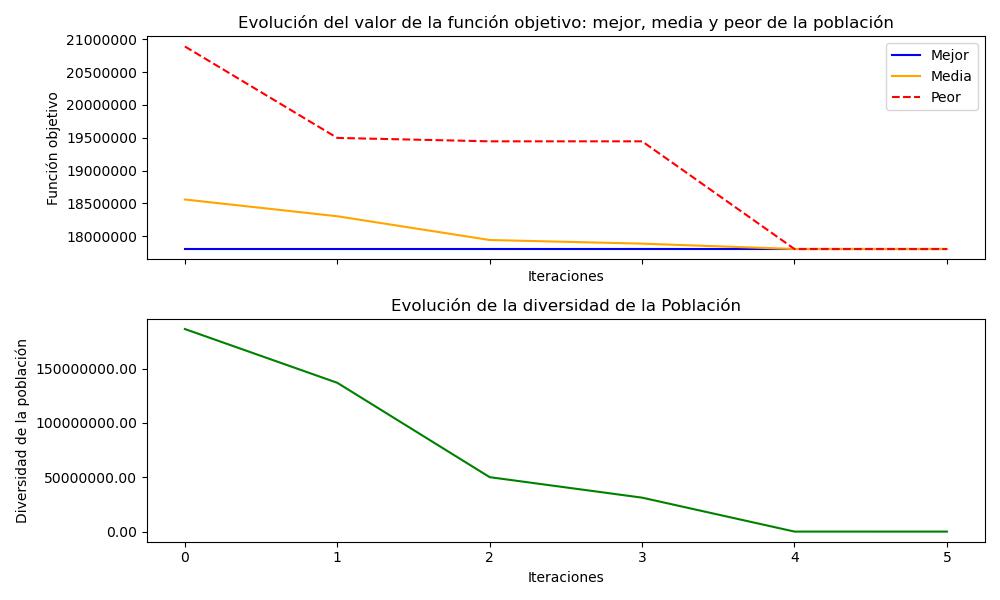 Evolución del valor de la función objetivo: mejor, media y peor de la población
21000000
20500000
20000000
19500000
19000000
18500000
18000000
Función objetivo
Mejor
Media
Peor
Iteraciones
Evolución de la diversidad de la Población
150000000.00
100000000.00
50000000.00
0.00
Diversidad de la población
0 1 2 3 4 5
Iteraciones